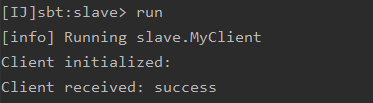 [IJ]sbt:slave> run
[info] Running slave.MyClient
Client initialized:
Client received: success